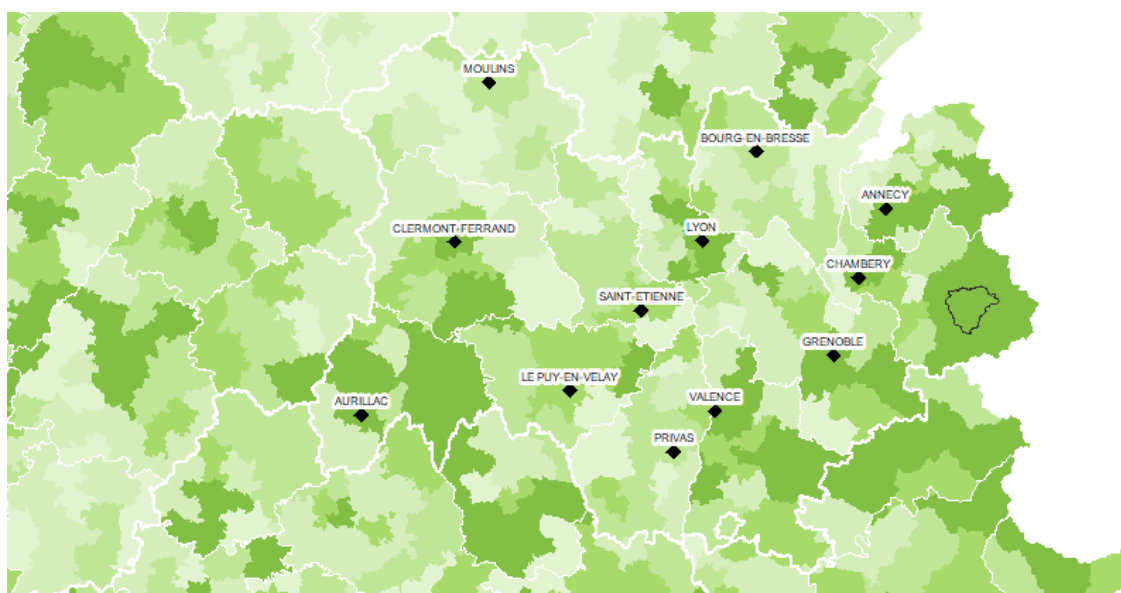 MOULINS
BOURG-EN-BRESSE
ANNECY
CLERMONT-FERRAND
LYON
CHAMBERY
SAINT-ETIENNE
GRENOBLE
LE PUY-EN-VELAY
AURILLAC
VALENCE
PRIVAS